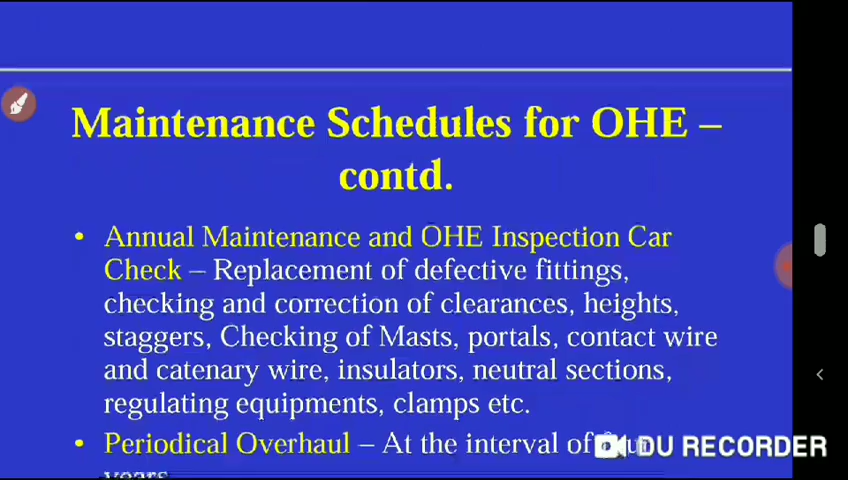 Maintenance Schedules for OHE –
contd.
• Annual Maintenance and OHE Inspection Car
Check – Replacement of defective fittings,
checking and correction of clearances, heights,
staggers, Checking of Masts, portals, contact wire
and catenary wire, insulators, neutral sections,
regulating equipments, clamps etc.
• Periodical Overhaul – At the interval of
years
DU RECORDER